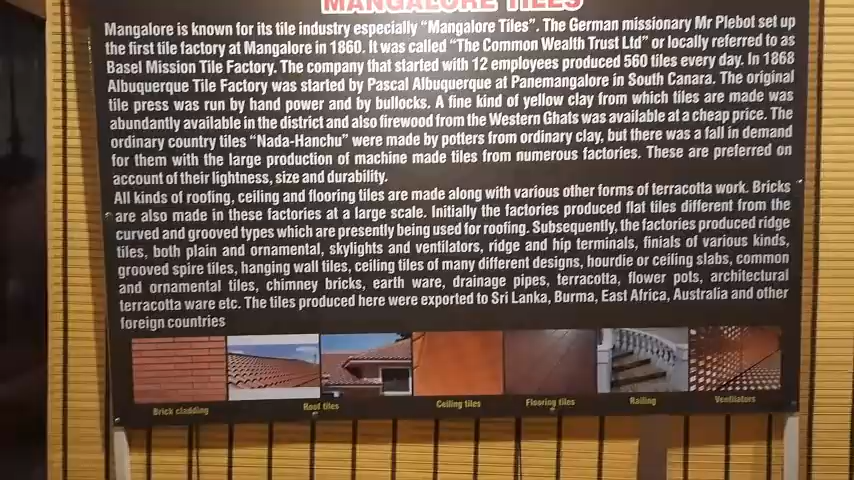 MANGALORE TILES
Mangalore is known for its tile industry especially “Mangalore Tiles”. The German missionary Mr Plebot set up
the first tile factory at Mangalore in 1860. It was called “The Common Wealth Trust Ltd” or locally referred to as
Basel Mission Tile Factory. The company that started with 12 employees produced 560 tiles every day. In 1868
Albuquerque Tile Factory was started by Pascal Albuquerque at Panemangalore in South Canara. The original
tile press was run by hand power and by bullocks. A fine kind of yellow clay from which tiles are made was
abundantly available in the district and also firewood from the Western Ghats was available at a cheap price. The
ordinary country tiles “Nada-Hanchu” were made by potters from ordinary clay, but there was a fall in demand
for them with the large production of machine made tiles from numerous factories. These are preferred on
account of their lightness, size and durability.
All kinds of roofing, ceiling and flooring tiles are made along with various other forms of terracotta work. Bricks
are also made in these factories at a large scale. Initially the factories produced flat tiles different from the
curved and grooved types which are presently being used for roofing. Subsequently, the factories produced ridge
tiles, both plain and ornamental, skylights and ventilators, ridge and hip terminals, finials of various kinds,
grooved spire tiles, hanging wall tiles, ceiling tiles of many different designs, hourdie or ceiling slabs, common
and ornamental tiles, chimney bricks, earth ware, drainage pipes, terracotta, flower pots, architectural
terracotta ware etc. The tiles produced here were exported to Sri Lanka, Burma, East Africa, Australia and other
foreign countries
Brick cladding Roof tiles Ceiling tiles Flooring tiles Railing Ventilators